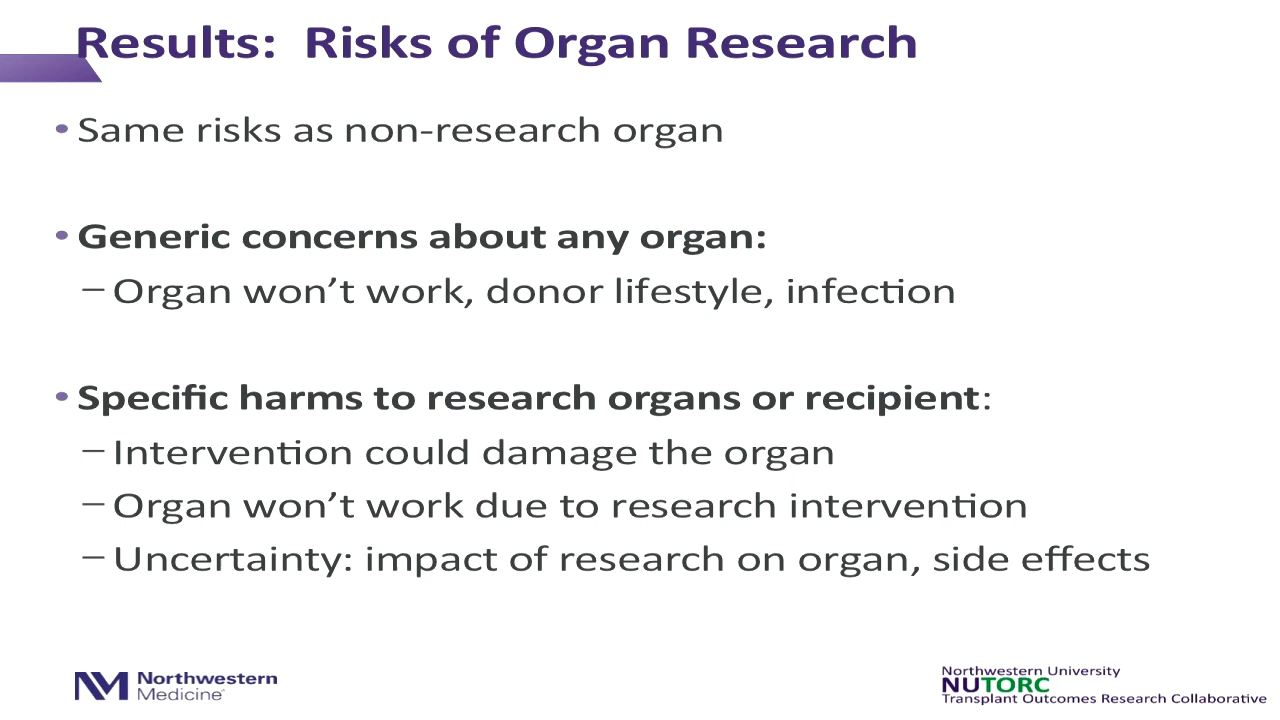 Results:  Risks of Organ Research
• Same risks as non-research organ
• Generic concerns about any organ:
– Organ won’t work, donor lifestyle, infection
• Specific harms to research organs or recipient:
– Intervention could damage the organ
– Organ won’t work due to research intervention
– Uncertainty: impact of research on organ, side effects
NM Northwestern
Medicine®
Northwestern University
NUTORC
Transplant Outcomes Research Collaborative